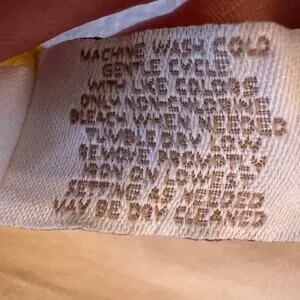 MACHINE WASH COLD
GENTLE CYCLE
WITH LIKE COLORS
ONLY NON-CHLORINE
BLEACH WHEN NEEDED
TUMBLE DRY LOW
REMOVE PROMPTLY
IRON ON LOWEST
SETTING AS NEEDED
MAY BE DRY CLEANED